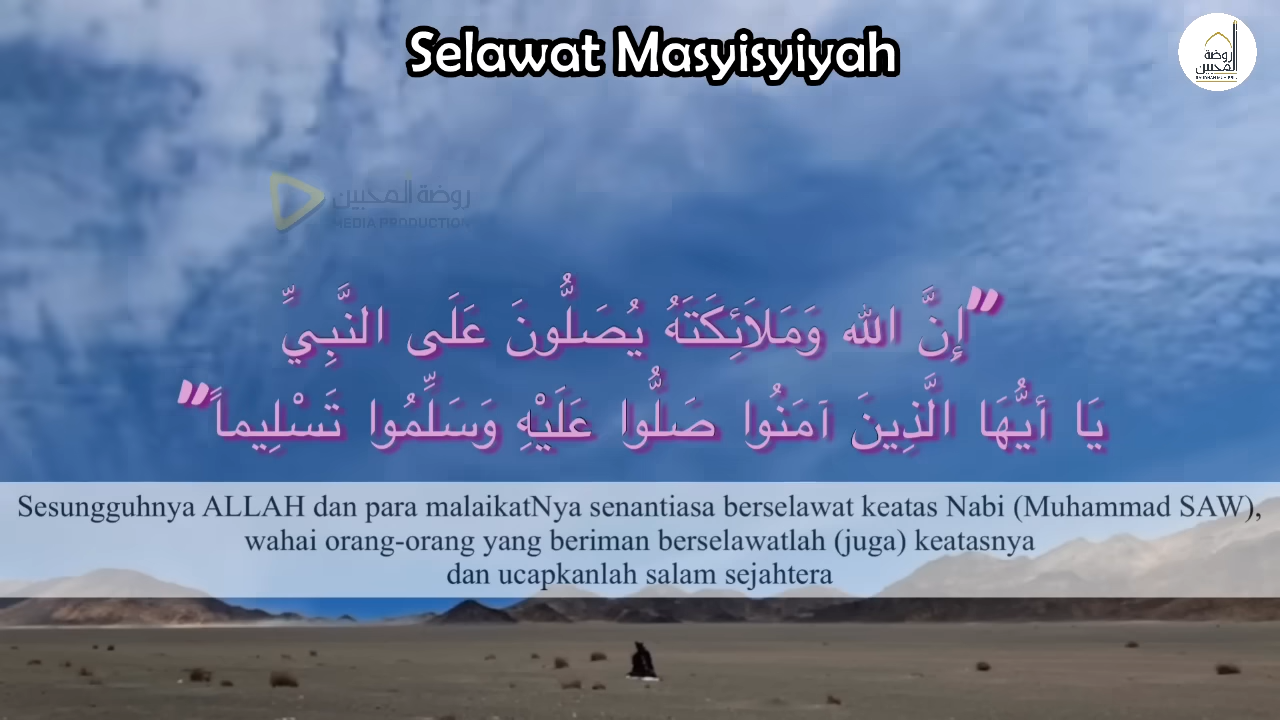 Selawat Masyisyiyah
روضة المحبين
روضة المحبين
MEDIA PRODUCTION
"إِنَّ الله وَمَلاَئِكَتَهُ يُصَلُّونَ عَلَى النَّبِيِّ
يَا أيُّهَا الَّذِينَ آمَنُوا صَلُّوا عَلَيْهِ وَسَلِّمُوا تَسْلِيماً"
Sesungguhnya ALLAH dan para malaikatNya senantiasa berselawat keatas Nabi (Muhammad SAW),
wahai orang-orang yang beriman berselawatlah (juga) keatasnya
dan ucapkanlah salam sejahtera